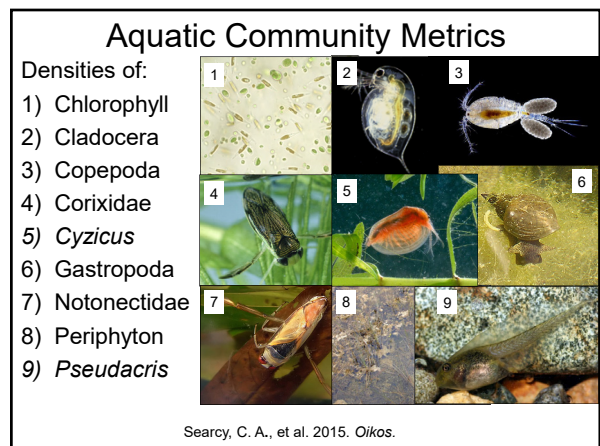 Aquatic Community Metrics
Densities of:
1) Chlorophyll
2) Cladocera
3) Copepoda
4) Corixidae
5) Cyzicus
6) Gastropoda
7) Notonectidae
8) Periphyton
9) Pseudacris
1
2
3
4
5
6
7
8
9
Searcy, C. A., et al. 2015. Oikos.